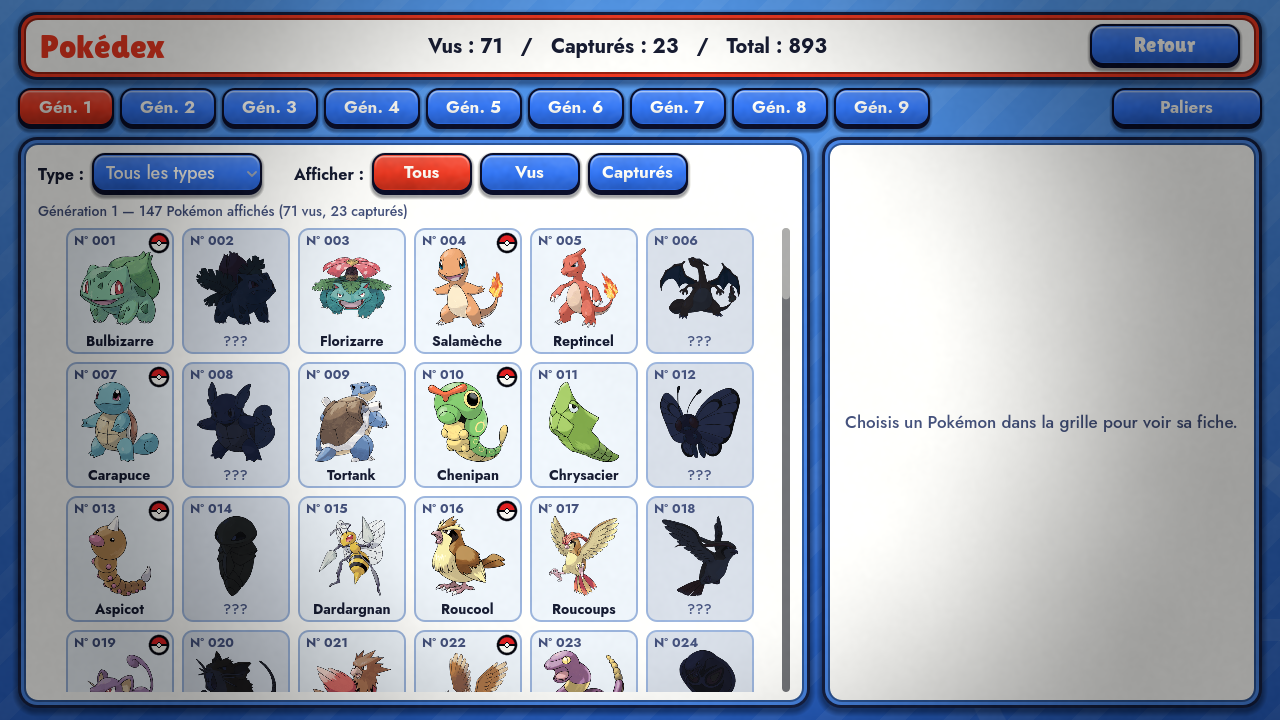 Pokédex
Vus : 71 / Capturés : 23 / Total : 893
Retour
Gén. 1 Gén. 2 Gén. 3 Gén. 4 Gén. 5 Gén. 6 Gén. 7 Gén. 8 Gén. 9 Paliers
Type : Tous les types Afficher : Tous Vus Capturés
Génération 1 — 147 Pokémon affichés (71 vus, 23 capturés)
N° 001 N° 002 N° 003 N° 004 N° 005 N° 006
Bulbizarre ??? Florizarre Salamèche Reptincel ???
N° 007 N° 008 N° 009 N° 010 N° 011 N° 012
Carapuce ??? Tortank Chenipan Chrysacier ???
N° 013 N° 014 N° 015 N° 016 N° 017 N° 018
Aspicot ??? Dardargnan Roucool Roucoups ???
N° 019 N° 020 N° 021 N° 022 N° 023 N° 024
Choisis un Pokémon dans la grille pour voir sa fiche.